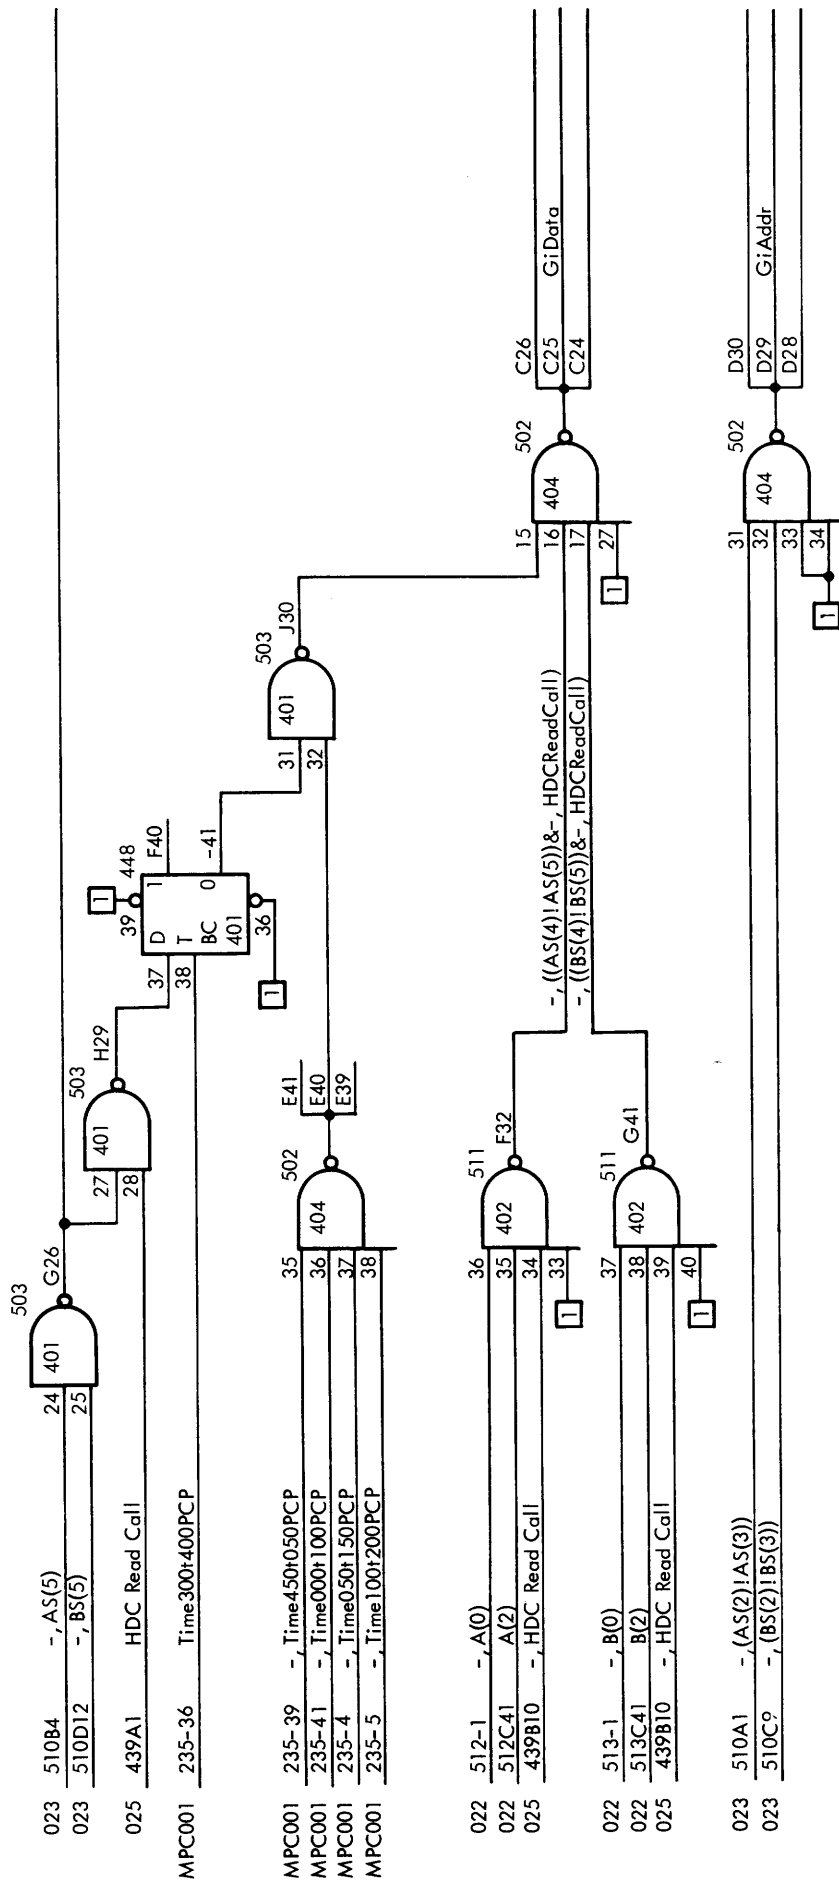 023 510B4 -,AS(5) 24
023 510D12 -,BS(5) 25
503
401
G26
025 439A1 HDC Read Call 28
27
503
401
H29
MPC001 235-36 Time300t400PCP
37 D 1
38 T
BC 0
401
39
36
448
F40
-41
1
1
31
32
503
401
J30
MPC001 235-39 -,Time450t050PCP 35
MPC001 235-41 -,Time000t100PCP 36
MPC001 235-4 -,Time050t150PCP 37
MPC001 235-5 -,Time100t200PCP 38
502
404
E41
E40
E39
022 512-1 -,A(0) 36
022 512C41 A(2) 35
025 439B10 -,HDC Read Call 34
33
1
511
402
F32
-,((AS(4)!AS(5))&-,HDCReadCall)
-,((BS(4)!BS(5))&-,HDCReadCall)
022 513-1 -,B(0) 37
022 513C41 B(2) 38
025 439B10 -,HDC Read Call 39
40
1
511
402
G41
15
16
17
27
1
502
404
C26
C25 GiData
C24
023 510A1 -,(AS(2)!AS(3)) 31
023 510C9 -,(BS(2)!BS(3)) 32
33
34
1
502
404
D30
D29 GiAddr
D28